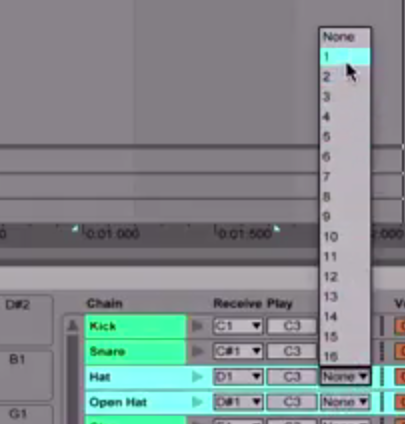 None
1
2
3
4
5
6
7
8
9
10
11
12
13
14
15
16
0:01:000
0:01:500
2:000
D#2
Chain
Receive
Play
Kick
C1
C3
Snare
C#1
C3
B1
Hat
D1
C3
None
Open Hat
D#1
C3
None
G1